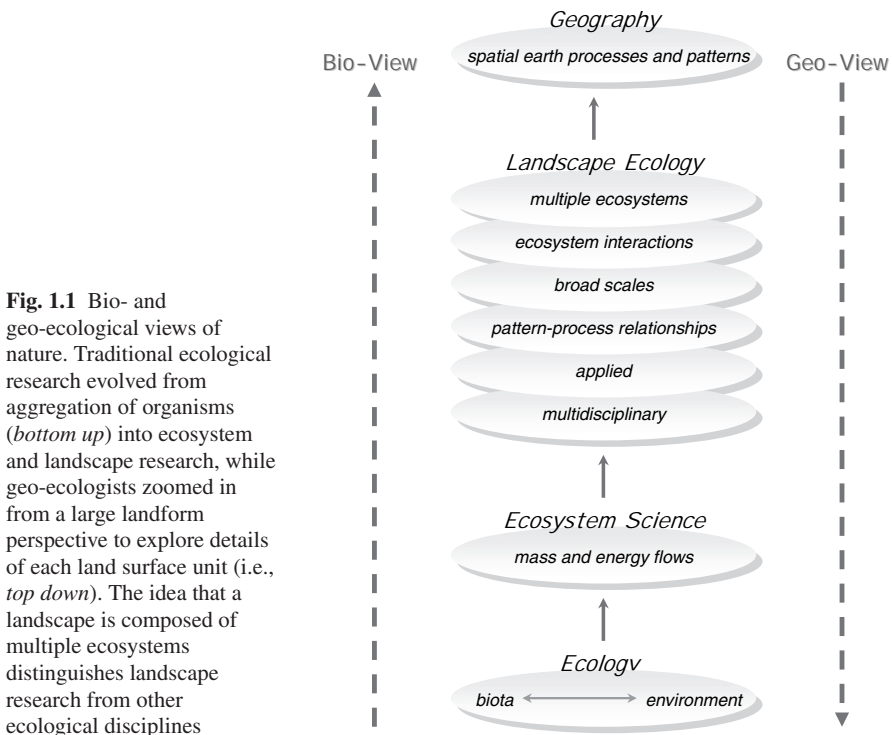 Geography
spatial earth processes and patterns
Bio-View
Geo-View
Landscape Ecology
multiple ecosystems
ecosystem interactions
broad scales
pattern-process relationships
applied
multidisciplinary
Ecosystem Science
mass and energy flows
Ecology
biota
environment
Fig. 1.1 Bio- and
geo-ecological views of
nature. Traditional ecological
research evolved from
aggregation of organisms
(bottom up) into ecosystem
and landscape research, while
geo-ecologists zoomed in
from a large landform
perspective to explore details
of each land surface unit (i.e.,
top down). The idea that a
landscape is composed of
multiple ecosystems
distinguishes landscape
research from other
ecological disciplines